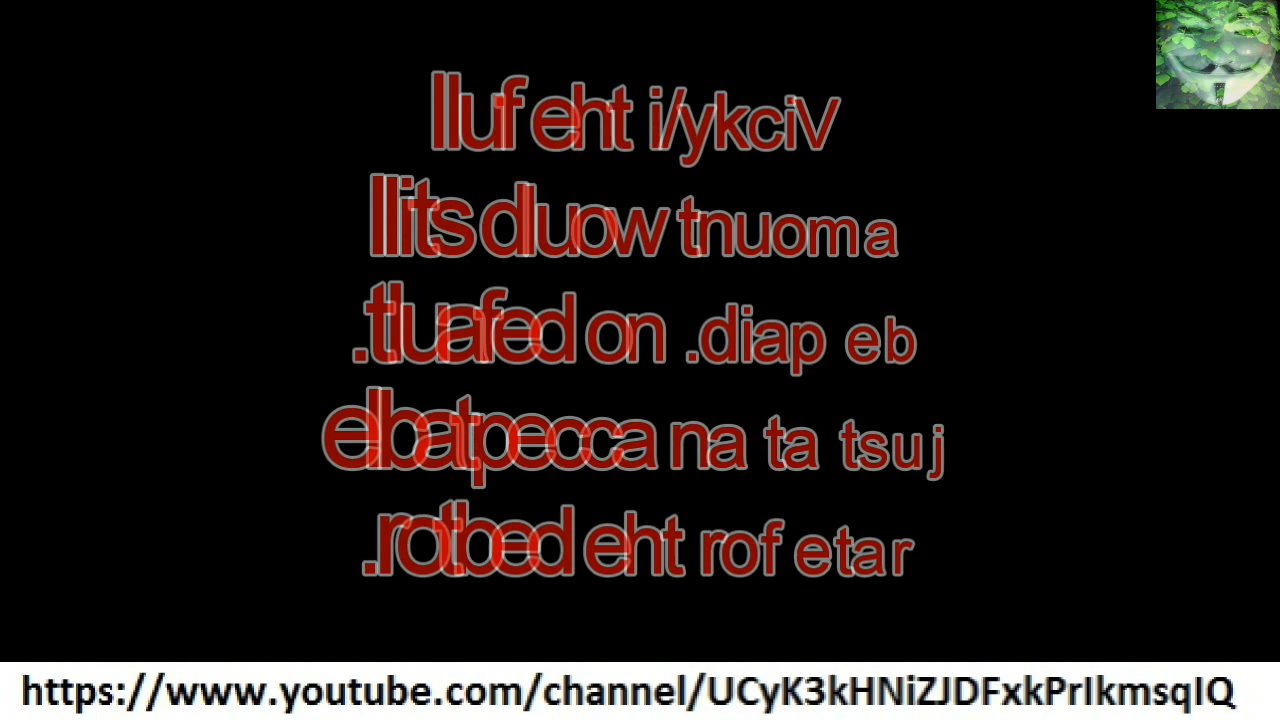 lluf eht i/ykciV
llits dluow tnuoma
.tluafed on .diap eb
elbatpecca na ta tsuj
.rotbed eht rof etar
https://www.youtube.com/channel/UCyK3kHNiZJDFxkPrIkmsqIQ